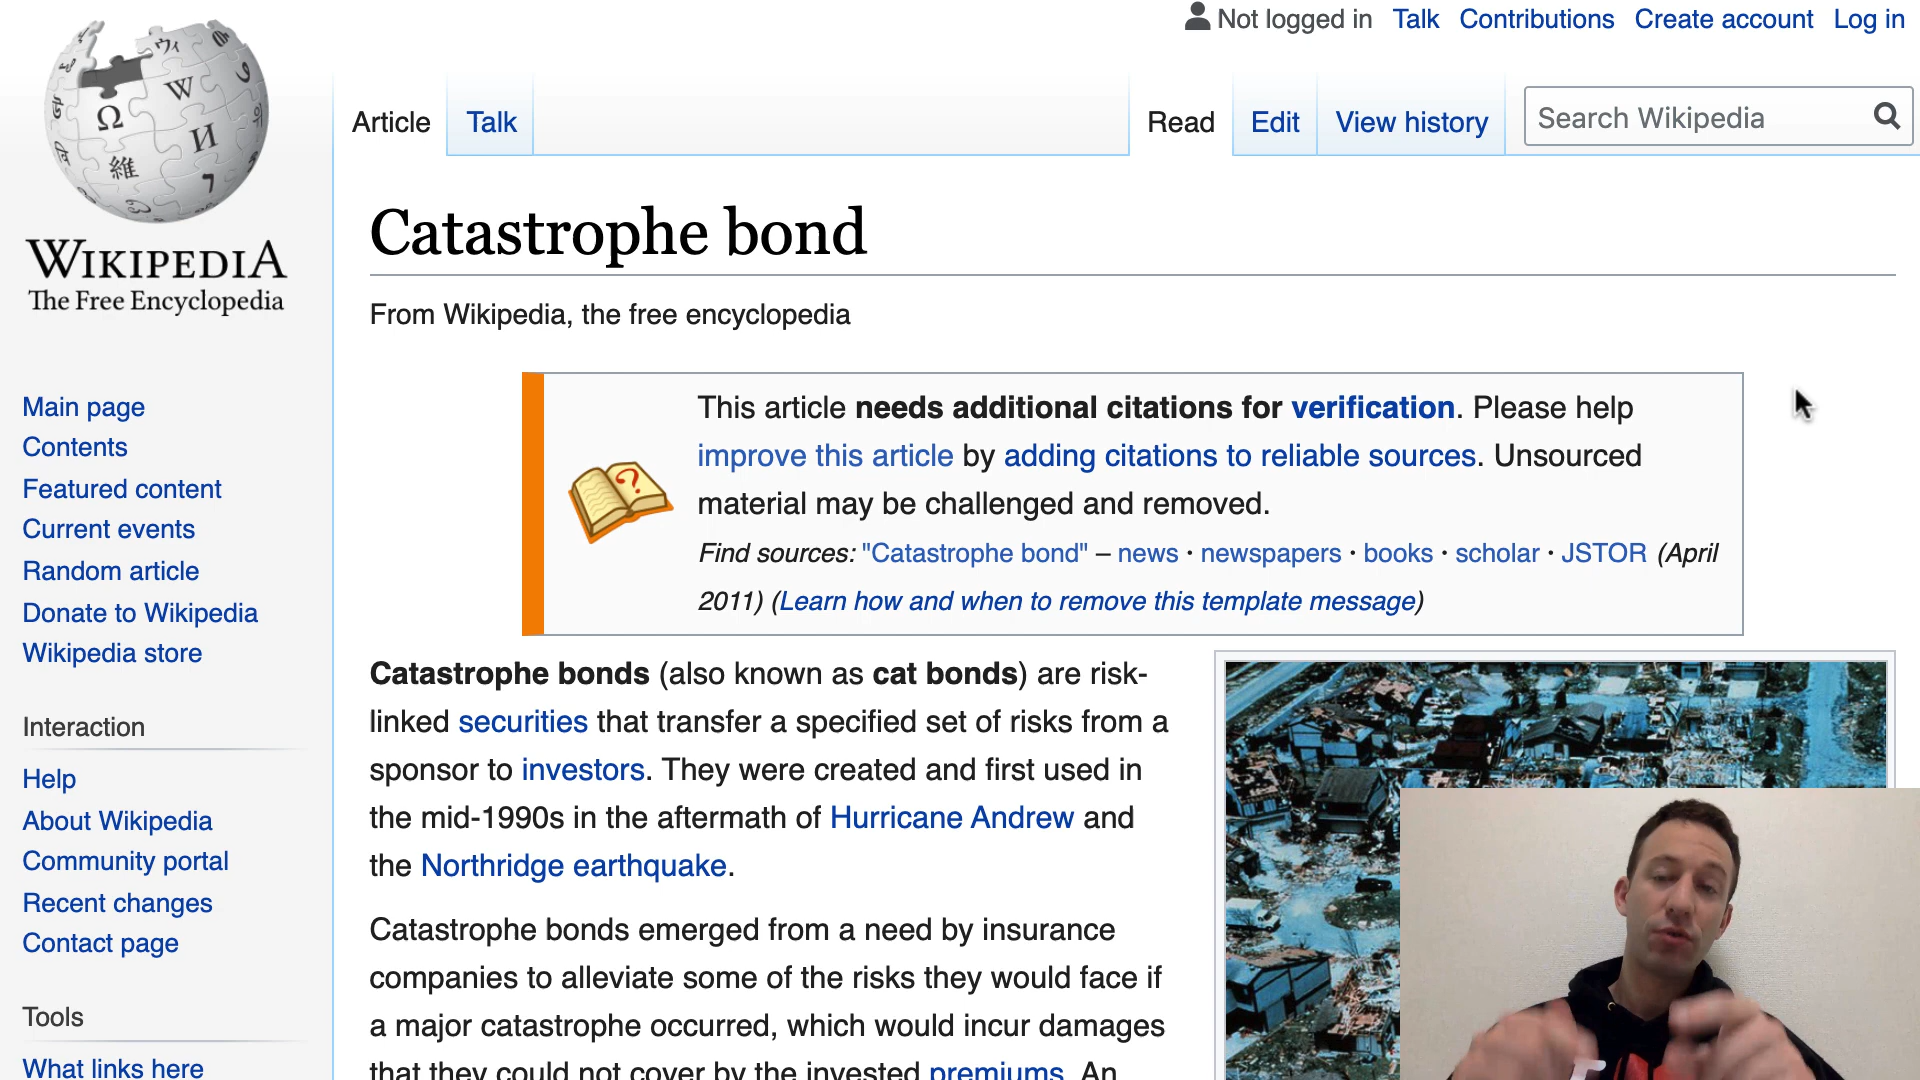 Not logged in Talk Contributions Create account Log in
Article Talk Read Edit View history Search Wikipedia
WIKIPEDIA
The Free Encyclopedia
Main page
Contents
Featured content
Current events
Random article
Donate to Wikipedia
Wikipedia store
Interaction
Help
About Wikipedia
Community portal
Recent changes
Contact page
Tools
What links here
Catastrophe bond
From Wikipedia, the free encyclopedia
This article needs additional citations for verification. Please help
improve this article by adding citations to reliable sources. Unsourced
material may be challenged and removed.
Find sources: "Catastrophe bond" – news · newspapers · books · scholar · JSTOR (April
2011) (Learn how and when to remove this template message)
Catastrophe bonds (also known as cat bonds) are risk-
linked securities that transfer a specified set of risks from a
sponsor to investors. They were created and first used in
the mid-1990s in the aftermath of Hurricane Andrew and
the Northridge earthquake.
Catastrophe bonds emerged from a need by insurance
companies to alleviate some of the risks they would face if
a major catastrophe occurred, which would incur damages
that they could not cover by the invested premiums. An